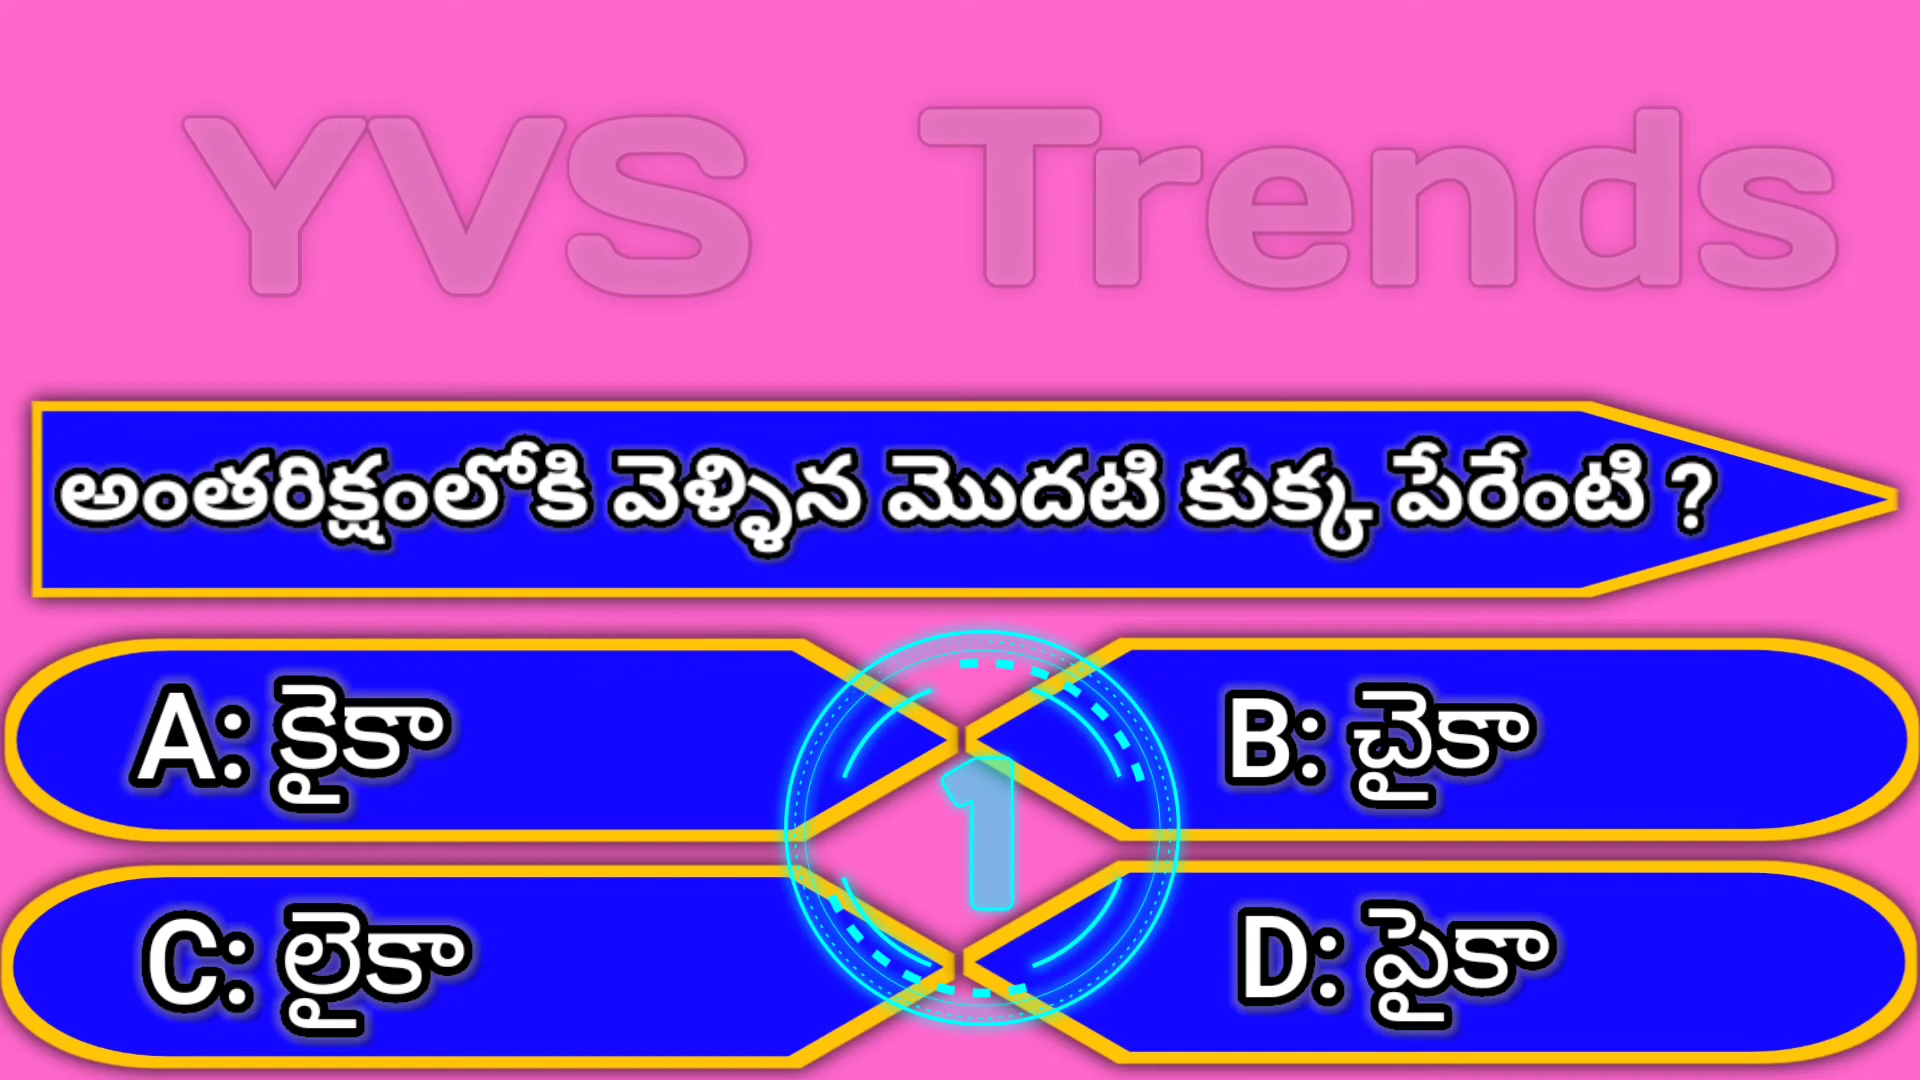 YVS Trends
అంతరిక్షంలోకి వెళ్ళిన మొదటి కుక్క పేరేంటి ?
A: కైకా
B: చైకా
1
C: లైకా
D: పైకా